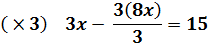 (×3) 3x − 3(8x)/3 = 15